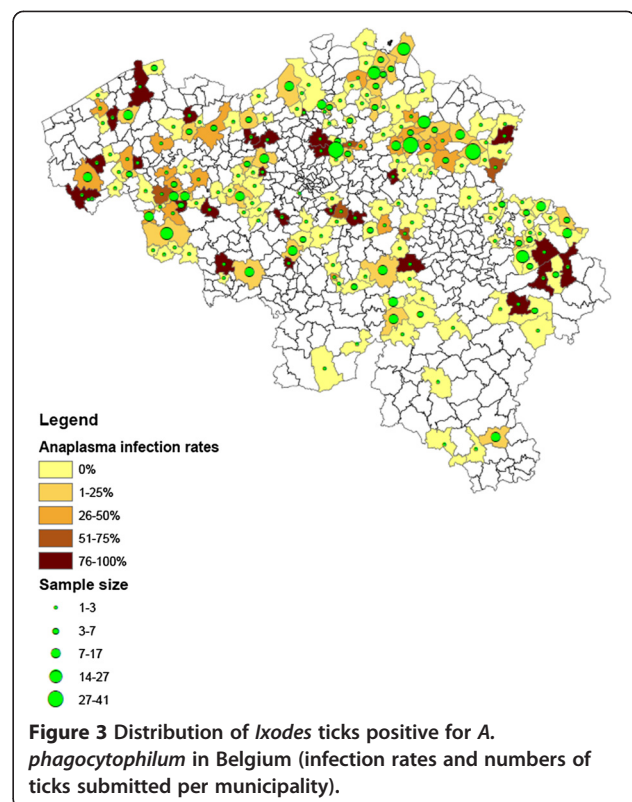 Legend
Anaplasma infection rates
0%
1-25%
26-50%
51-75%
76-100%
Sample size
1-3
3-7
7-17
14-27
27-41
Figure 3 Distribution of Ixodes ticks positive for A.
phagocytophilum in Belgium (infection rates and numbers of
ticks submitted per municipality).